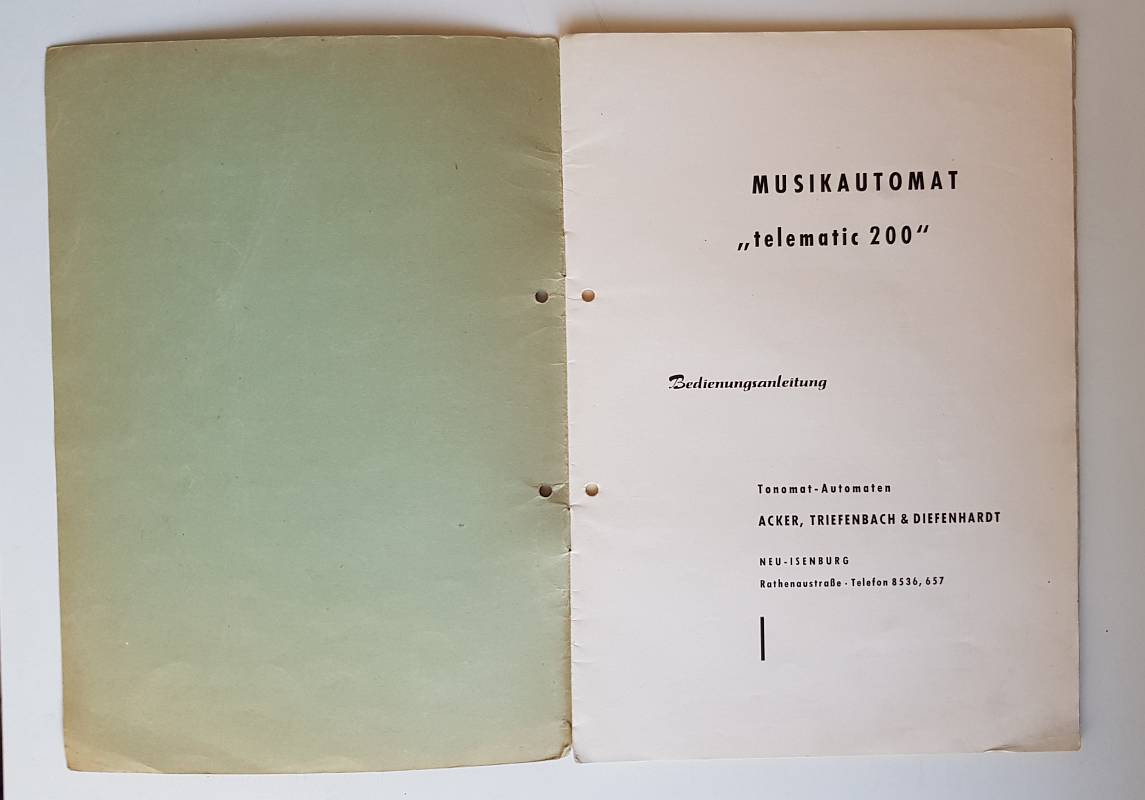 MUSIKAUTOMAT
„telematic 200“
Bedienungsanleitung
Tonomat-Automaten
ACKER, TRIEFENBACH & DIEFENHARDT
NEU-ISENBURG
Rathenaustraße · Telefon 8536, 657